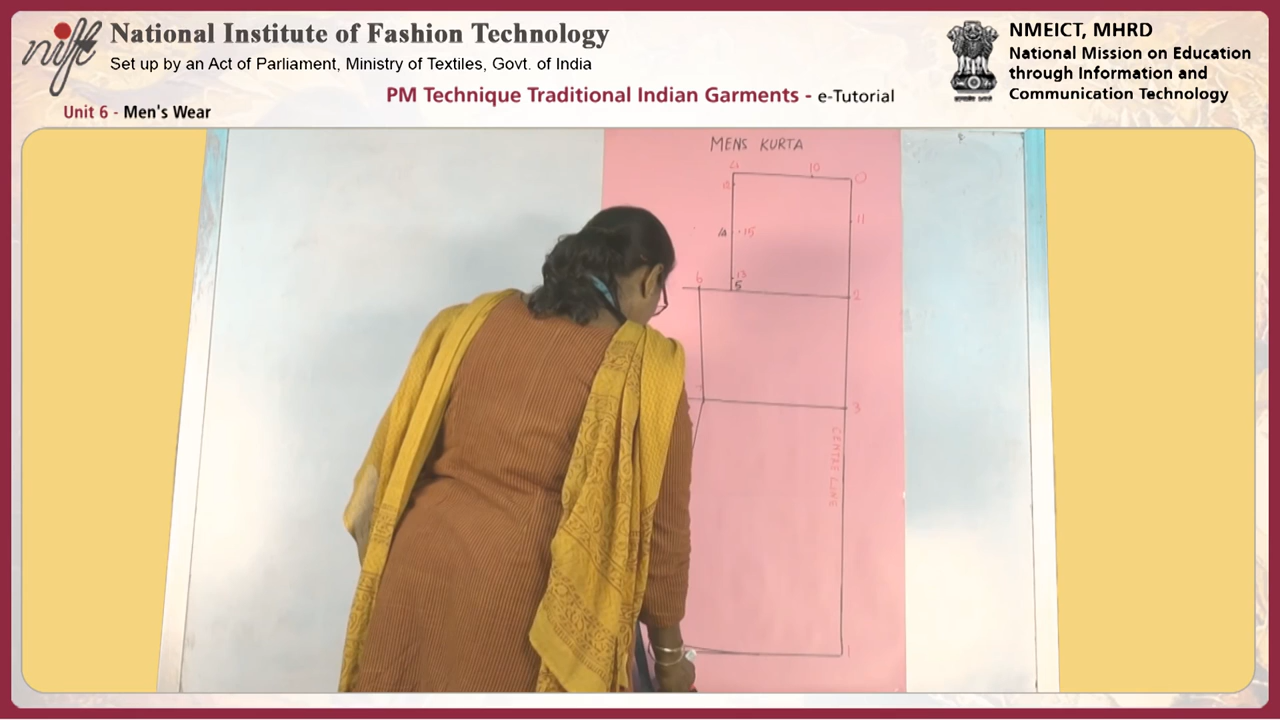 nift
National Institute of Fashion Technology
Set up by an Act of Parliament, Ministry of Textiles, Govt. of India
NMEICT, MHRD
National Mission on Education
through Information and
Communication Technology
PM Technique Traditional Indian Garments - e-Tutorial
Unit 6 - Men's Wear
MENS KURTA
10
0
11
15
6
13
5
2
3
CENTRE LINE
1